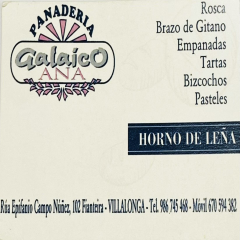 PANADERIA
Galaico
ANA
Rosca
Brazo de Gitano
Empanadas
Tartas
Bizcochos
Pasteles
HORNO DE LEÑA
Rúa Epifanio Campo Núñez, 102 Fianteira - VILLALONGA - Tel. 986 745 468 - Móvil 670 594 382